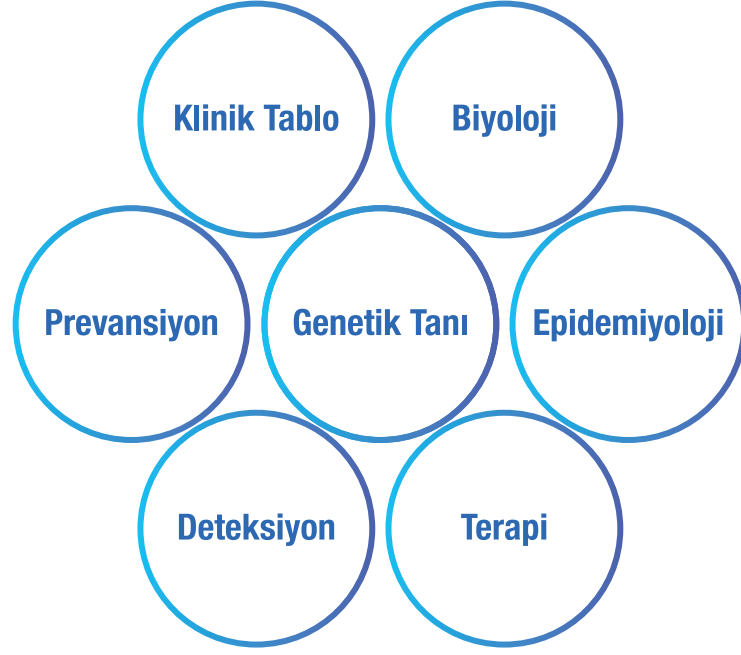 Klinik Tablo
Biyoloji
Prevansiyon
Genetik Tanı
Epidemiyoloji
Deteksiyon
Terapi